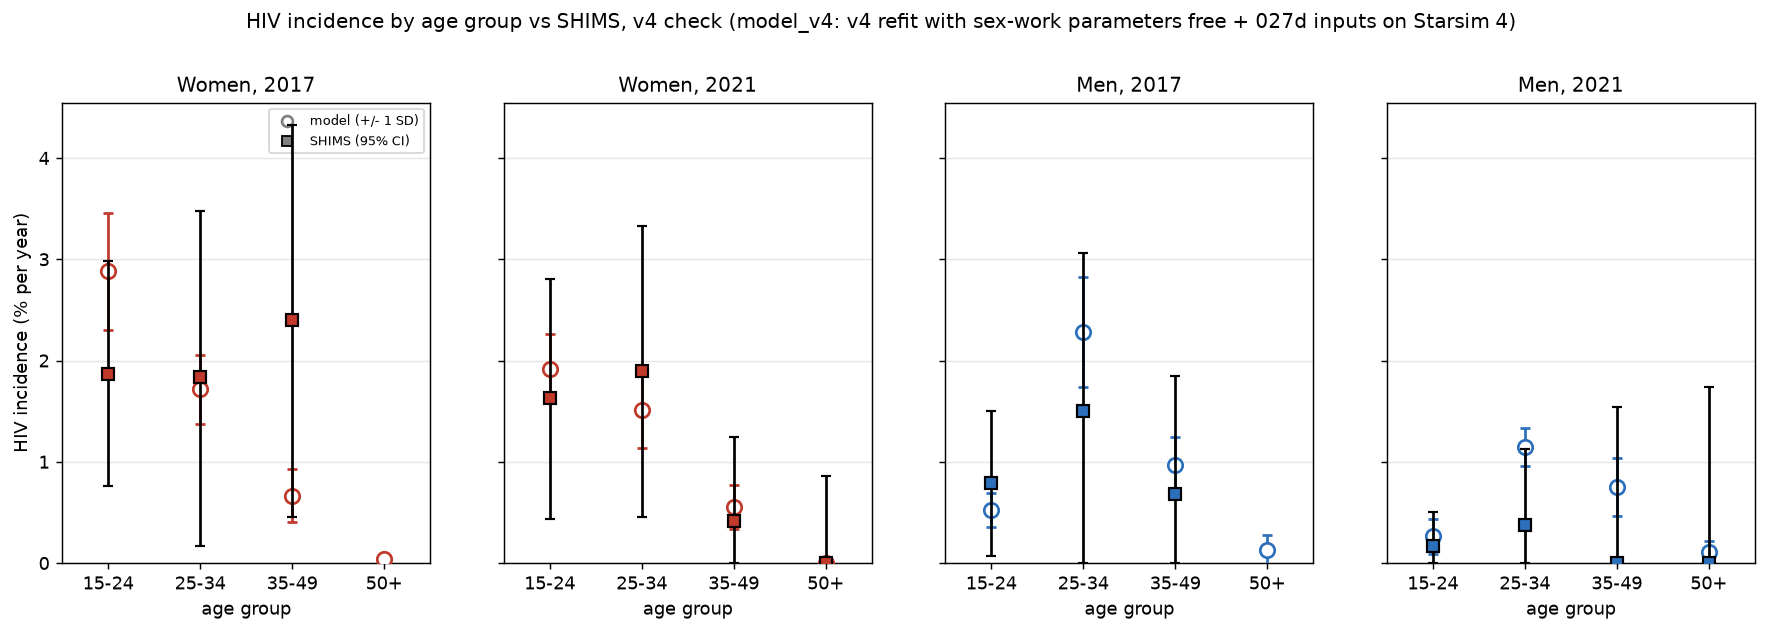 HIV incidence by age group vs SHIMS, v4 check (model_v4: v4 refit with sex-work parameters free + 027d inputs on Starsim 4)
Women, 2017
Women, 2021
Men, 2017
Men, 2021
model (+/- 1 SD)
SHIMS (95% CI)
HIV incidence (% per year)
4
3
2
1
0
15-24 25-34 35-49 50+
15-24 25-34 35-49 50+
15-24 25-34 35-49 50+
15-24 25-34 35-49 50+
age group
age group
age group
age group